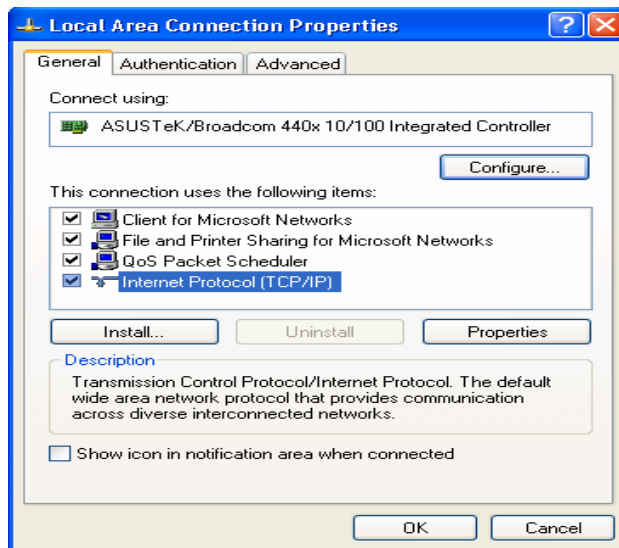 Local Area Connection Properties
General Authentication Advanced
Connect using:
ASUSTeK/Broadcom 440x 10/100 Integrated Controller
Configure...
This connection uses the following items:
Client for Microsoft Networks
File and Printer Sharing for Microsoft Networks
QoS Packet Scheduler
Internet Protocol (TCP/IP)
Install... Uninstall Properties
Description
Transmission Control Protocol/Internet Protocol. The default
wide area network protocol that provides communication
across diverse interconnected networks.
Show icon in notification area when connected
OK Cancel